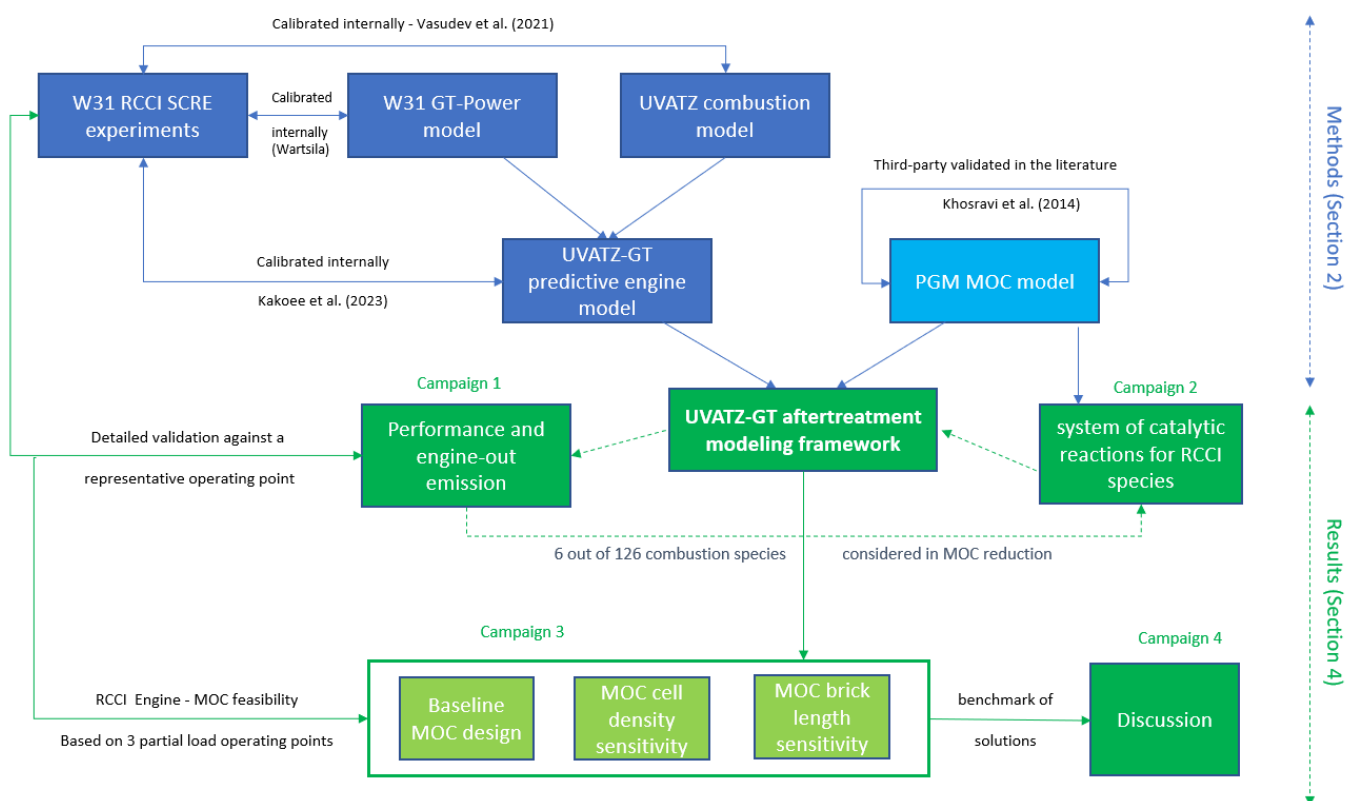 Calibrated internally - Vasudev et al. (2021)
W31 RCCI SCRE
experiments
Calibrated
internally
(Wartsila)
W31 GT-Power
model
UVATZ combustion
model
Methods (Section 2)
Third-party validated in the literature
Khosravi et al. (2014)
Calibrated internally
Kakoee et al. (2023)
UVATZ-GT
predictive engine
model
PGM MOC model
Campaign 1
Campaign 2
Detailed validation against a
representative operating point
Performance and
engine-out
emission
UVATZ-GT aftertreatment
modeling framework
system of catalytic
reactions for RCCI
species
6 out of 126 combustion species
considered in MOC reduction
Results (Section 4)
Campaign 3
Campaign 4
RCCI  Engine - MOC feasibility
Based on 3 partial load operating points
Baseline
MOC design
MOC cell
density
sensitivity
MOC brick
length
sensitivity
benchmark of
solutions
Discussion